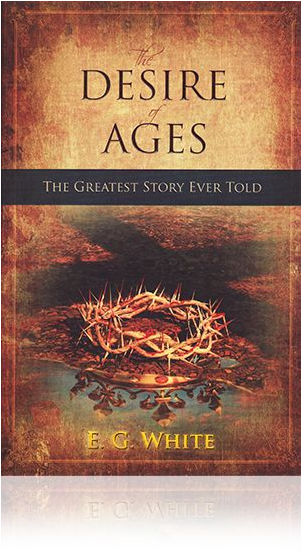 The
DESIRE
of
AGES
THE GREATEST STORY EVER TOLD
E. G. WHITE